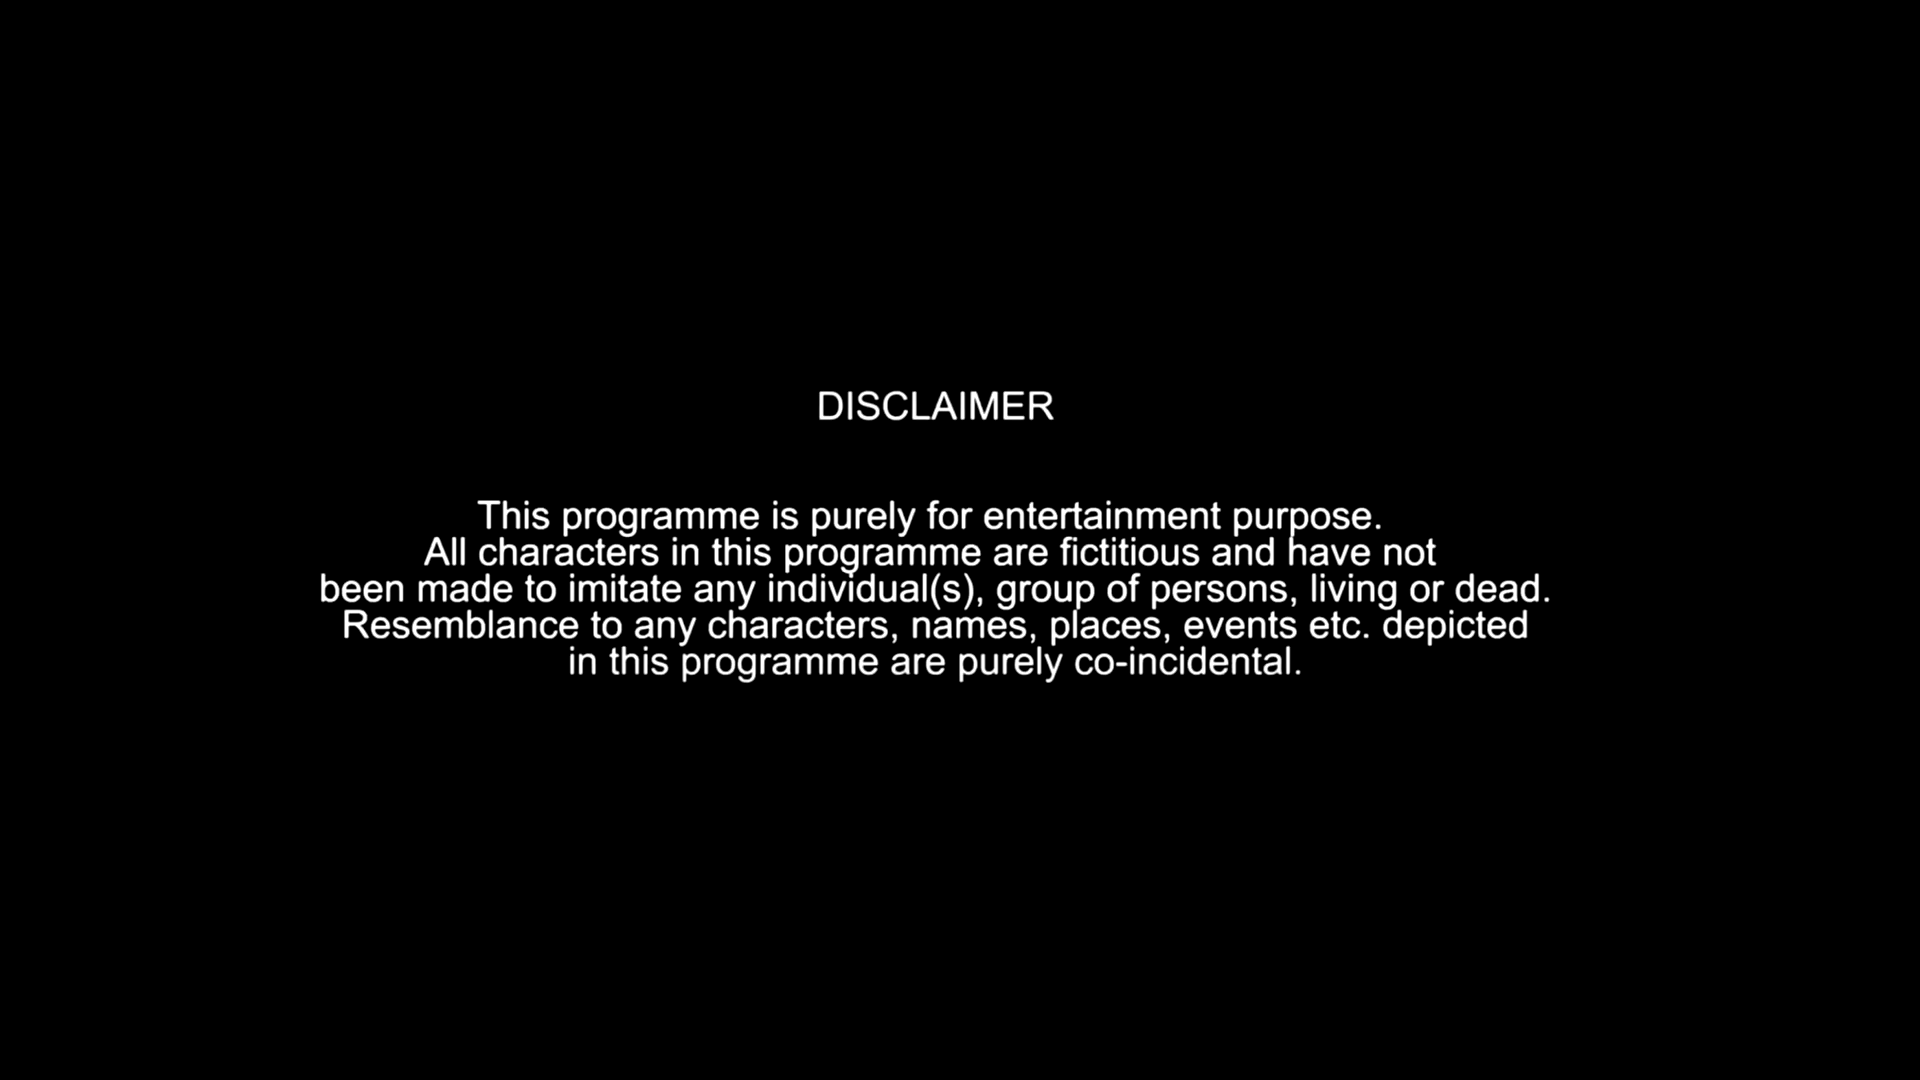 DISCLAIMER
This programme is purely for entertainment purpose.
All characters in this programme are fictitious and have not
been made to imitate any individual(s), group of persons, living or dead.
Resemblance to any characters, names, places, events etc. depicted
in this programme are purely co-incidental.